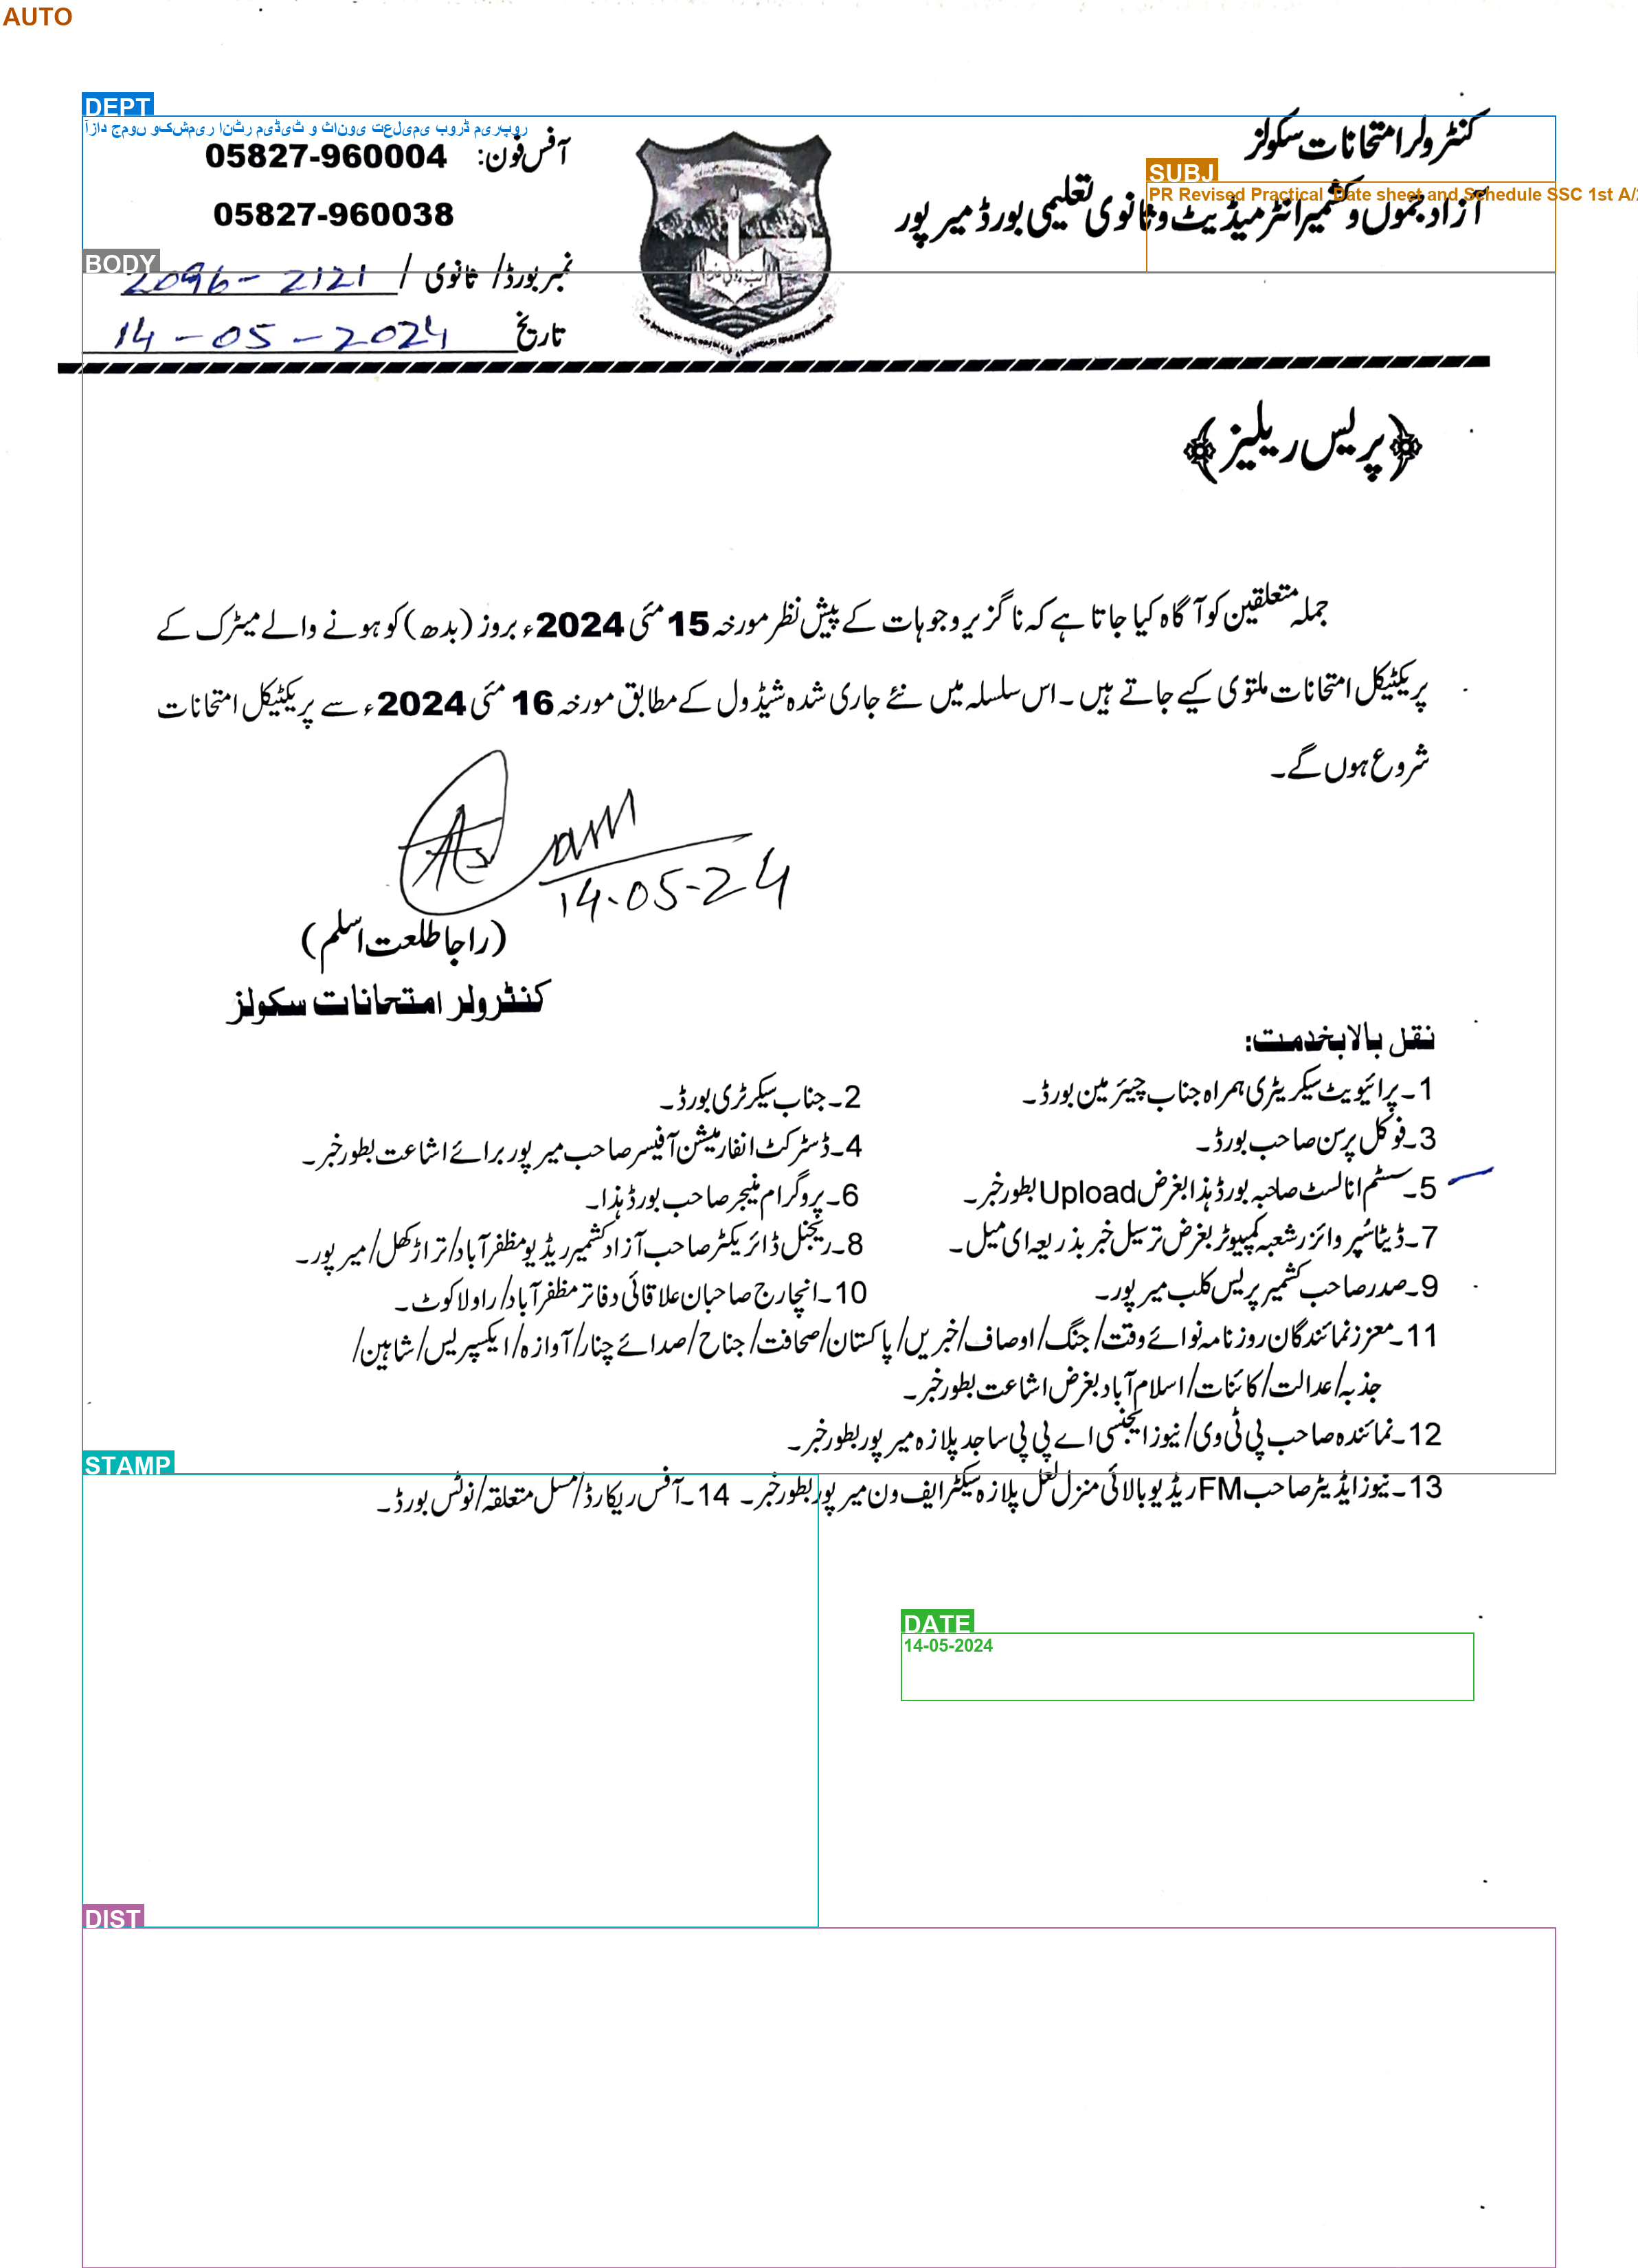 AUTO
DEPT
آزاد جموں وکشمیر انٹر میڈیٹ و ثانوی تعلیمی بورڈ میرپور
کنٹرولر امتحانات سکولز
SUBJ
PR Revised Practical Date sheet and Schedule SSC 1st A/
آزاد جموں و کشمیر انٹرمیڈیٹ و ثانوی تعلیمی بورڈ میرپور
آفس فون: 05827-960004
05827-960038
BODY
نمبر بورڈ/ ثانوی / 2096-2121
تاریخ 14-05-2024
﴿پریس ریلیز﴾
جملہ متعلقین کو آگاہ کیا جاتا ہے کہ ناگزیر وجوہات کے پیش نظر مورخہ 15 مئی 2024ء بروز (بدھ) کو ہونے والے میٹرک کے
پریکٹیکل امتحانات ملتوی کیے جاتے ہیں۔ اس سلسلہ میں نئے جاری شدہ شیڈول کے مطابق مورخہ 16 مئی 2024ء سے پریکٹیکل امتحانات
شروع ہوں گے۔
14-05-24
(راجا طلعت اسلم)
کنٹرولر امتحانات سکولز
نقل بالا بخدمت:
1۔ پرائیویٹ سیکریٹری ہمراہ جناب چیئرمین بورڈ۔ 2۔ جناب سیکرٹری بورڈ۔
3۔ فوکل پرسن صاحب بورڈ۔ 4۔ ڈسٹرکٹ انفارمیشن آفیسر صاحب میرپور برائے اشاعت بطور خبر۔
5۔ سسٹم انالسٹ صاحبہ بورڈ ہذا بغرض Upload بطور خبر۔ 6۔ پروگرام منیجر صاحب بورڈ ہذا۔
7۔ ڈیٹا سپروائزر شعبہ کمپیوٹر بغرض ترسیل خبر بذریعہ ای میل۔ 8۔ ریجنل ڈائریکٹر صاحب آزاد کشمیر ریڈیو مظفرآباد/تراڑکھل/میرپور۔
9۔ صدر صاحب کشمیر پریس کلب میرپور۔ 10۔ انچارج صاحبان علاقائی دفاتر مظفرآباد/راولاکوٹ۔
11۔ معزز نمائندگان روزنامہ نوائے وقت/جنگ/اوصاف/خبریں/پاکستان/صحافت/جناح/صدائے چنار/آوازہ/ایکسپریس/شاہین/
جذبہ/عدالت/کائنات/اسلام آباد بغرض اشاعت بطور خبر۔
12۔ نمائندہ صاحب پی ٹی وی/نیوز ایجنسی اے پی پی ساجد پلازہ میرپور بطور خبر۔
STAMP
13۔ نیوز ایڈیٹر صاحب FM ریڈیو بالائی منزل لعل پلازہ سیکٹر ایف ون میرپور بطور خبر۔ 14۔ آفس ریکارڈ/مسل متعلقہ/نوٹس بورڈ۔
DATE
14-05-2024
DIST